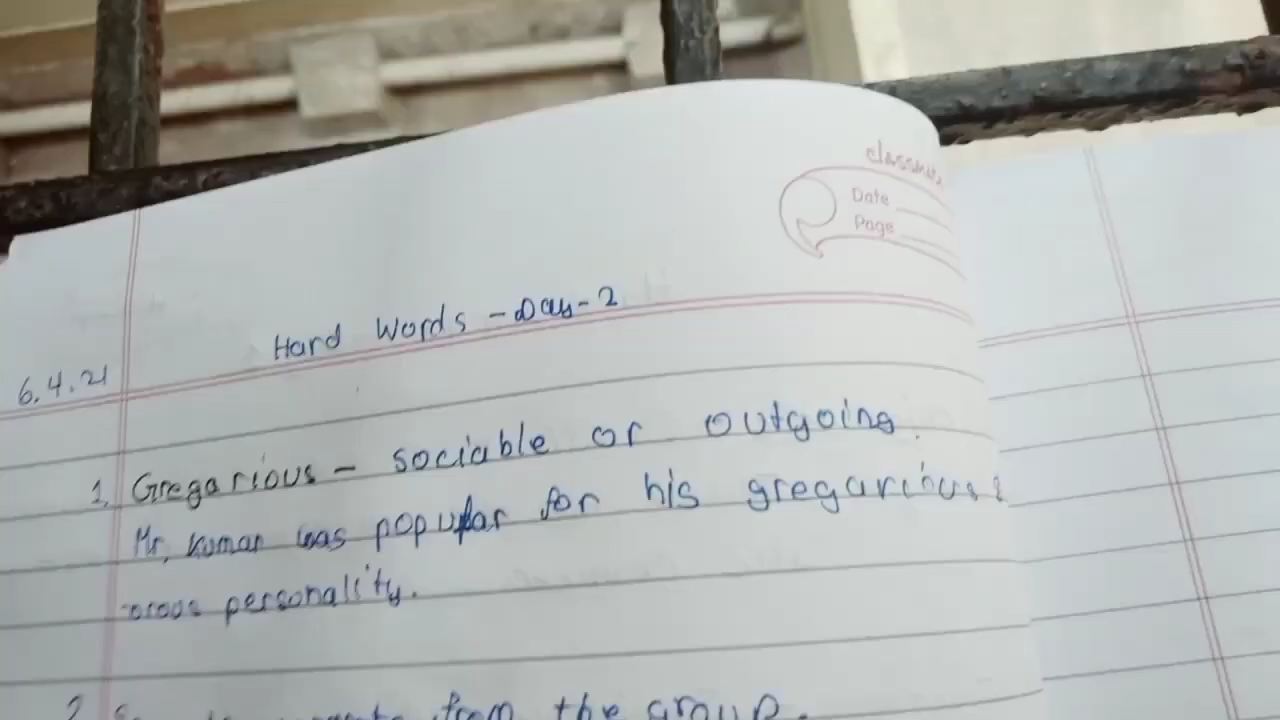 classmate
Date
Page
Hard Words - Day - 2
6.4.21
1. Gregarious - sociable or outgoing.
Mr. Kumar was popular for his gregarious
personality.
2 from the group.